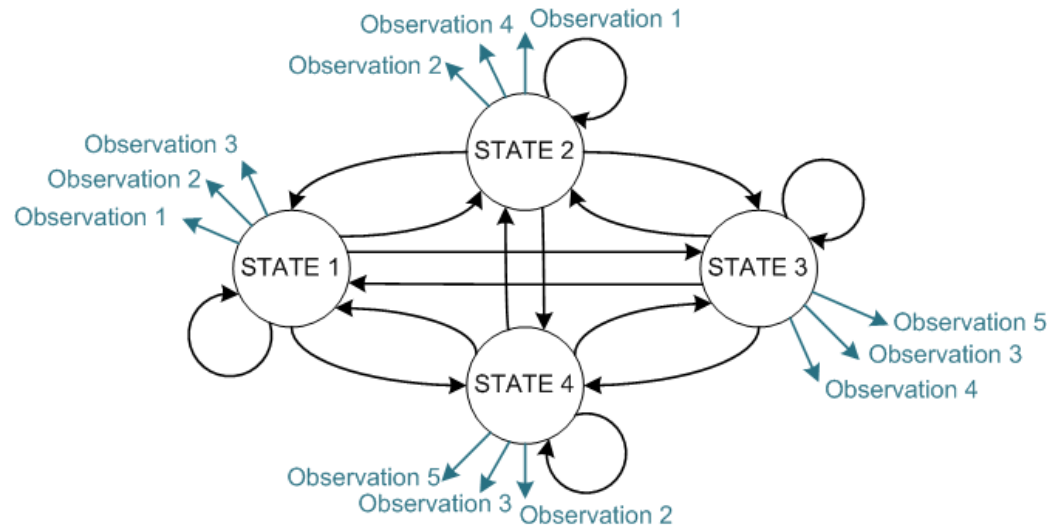 Observation 1
Observation 4
Observation 2
STATE 2
Observation 3
Observation 2
Observation 1
STATE 1
STATE 3
Observation 5
Observation 3
Observation 4
STATE 4
Observation 5
Observation 3
Observation 2